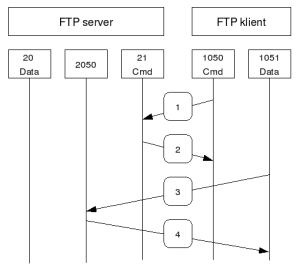 FTP server
FTP klient
20
Data
2050
21
Cmd
1050
Cmd
1051
Data
1
2
3
4